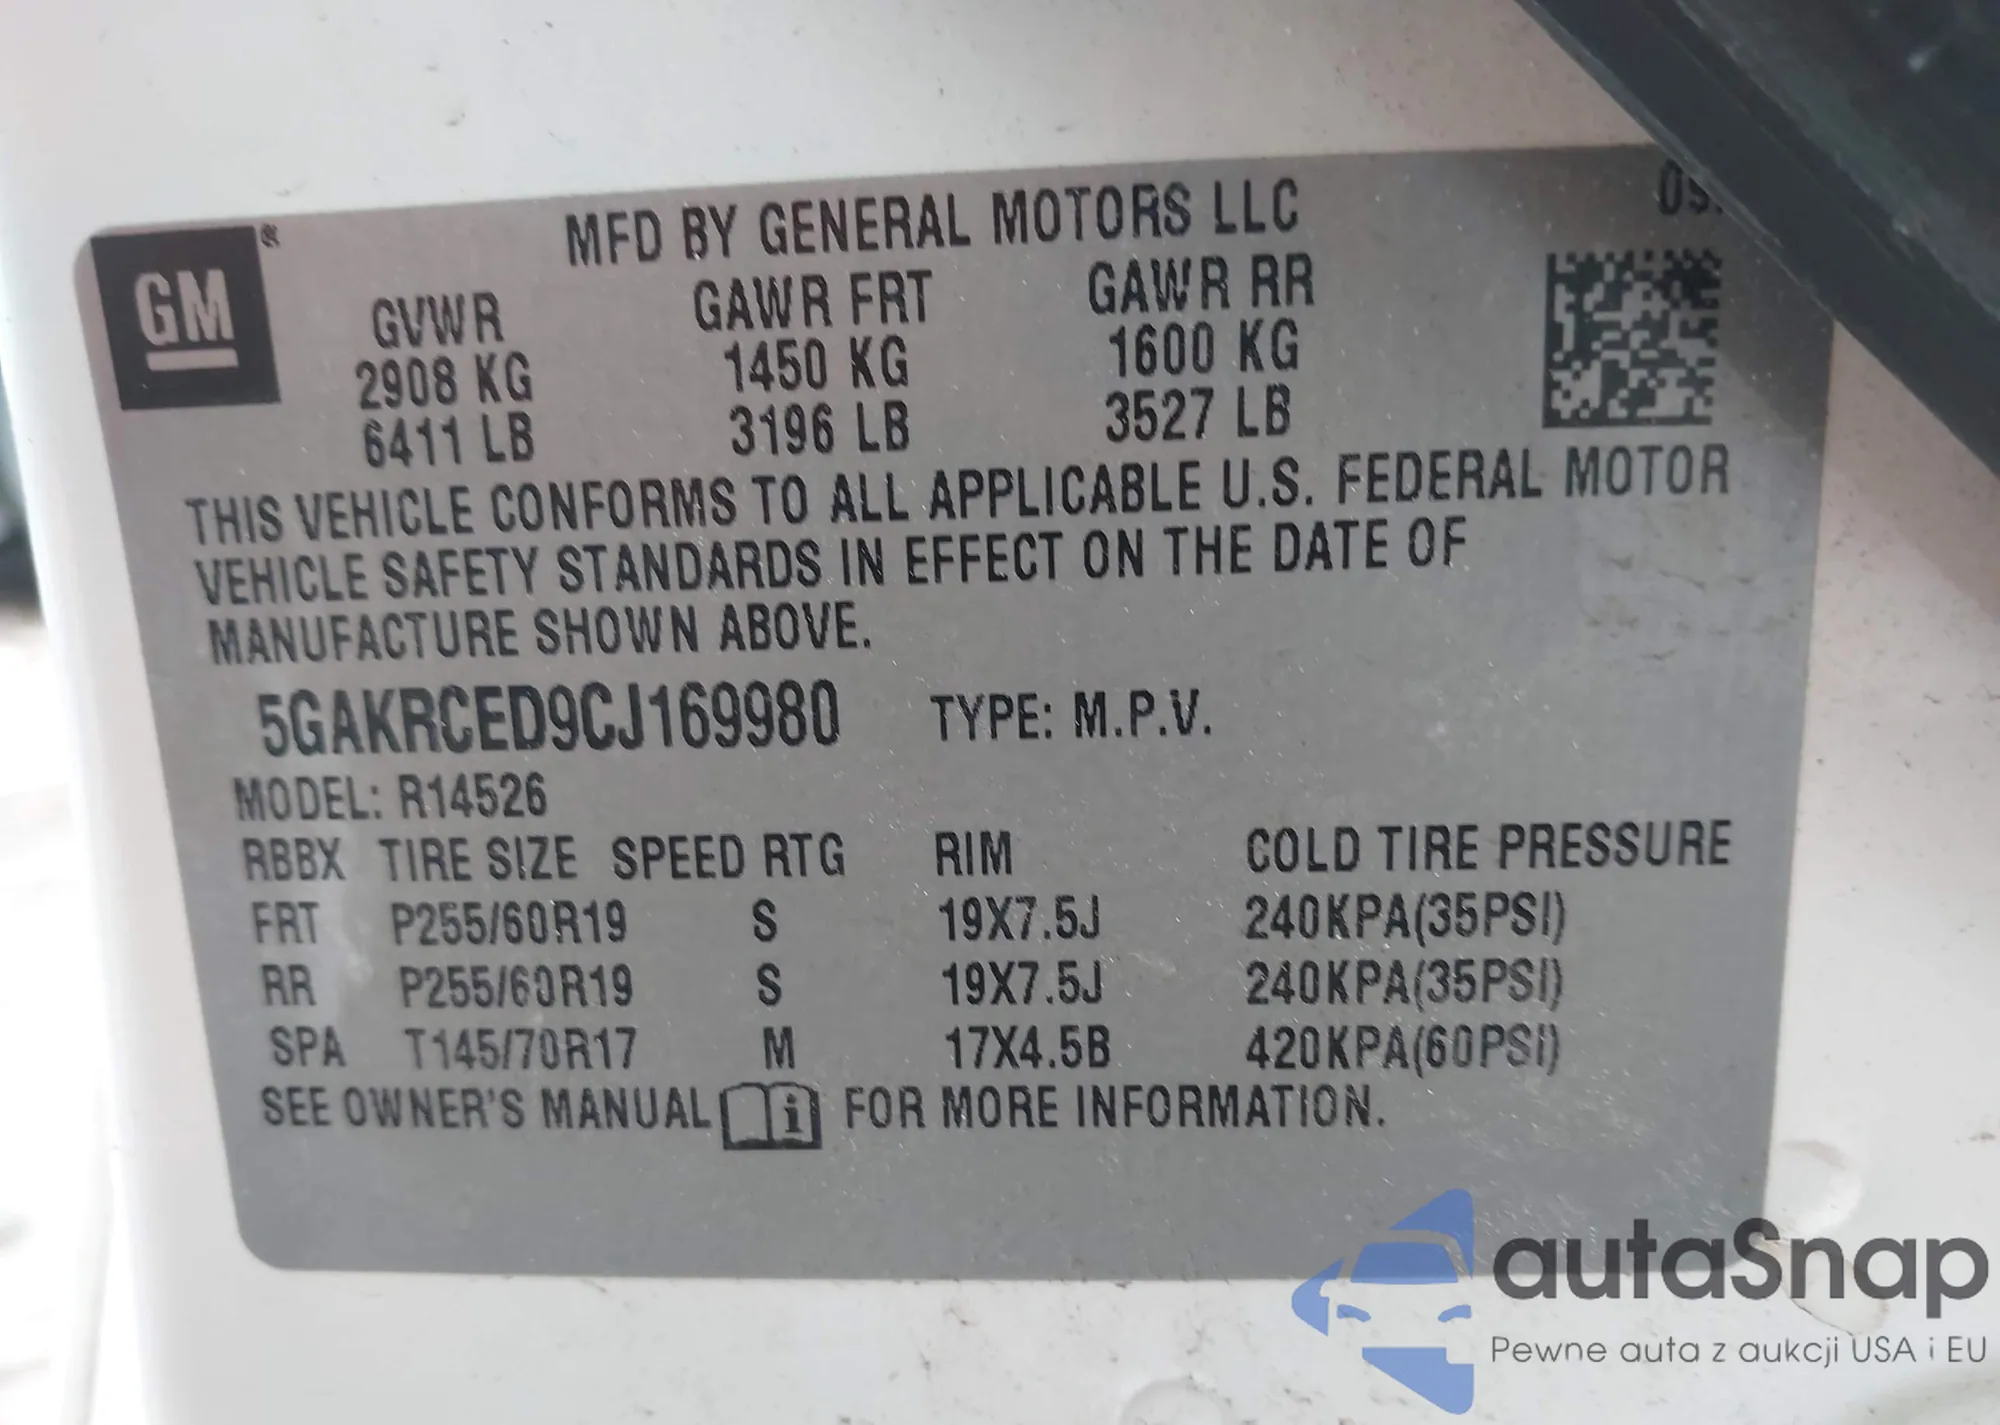 MFD BY GENERAL MOTORS LLC
GM®
GVWR GAWR FRT GAWR RR
2908 KG 1450 KG 1600 KG
6411 LB 3196 LB 3527 LB
THIS VEHICLE CONFORMS TO ALL APPLICABLE U.S. FEDERAL MOTOR
VEHICLE SAFETY STANDARDS IN EFFECT ON THE DATE OF
MANUFACTURE SHOWN ABOVE.
5GAKRCED9CJ169980 TYPE: M.P.V.
MODEL: R14526
RBBX TIRE SIZE SPEED RTG RIM COLD TIRE PRESSURE
FRT P255/60R19 S 19X7.5J 240KPA(35PSI)
RR P255/60R19 S 19X7.5J 240KPA(35PSI)
SPA T145/70R17 M 17X4.5B 420KPA(60PSI)
SEE OWNER'S MANUAL i FOR MORE INFORMATION.
autaSnap
Pewne auta z aukcji USA i EU